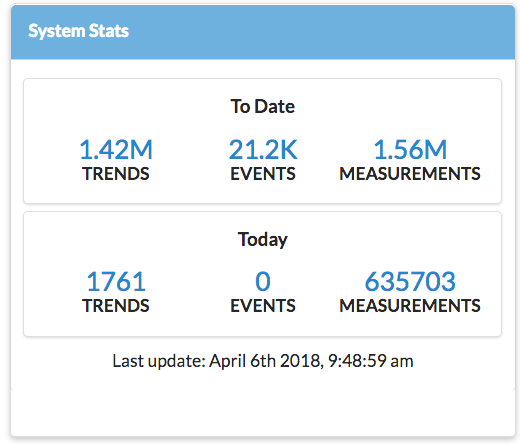 System Stats
To Date
1.42M 21.2K 1.56M
TRENDS EVENTS MEASUREMENTS
Today
1761 0 635703
TRENDS EVENTS MEASUREMENTS
Last update: April 6th 2018, 9:48:59 am